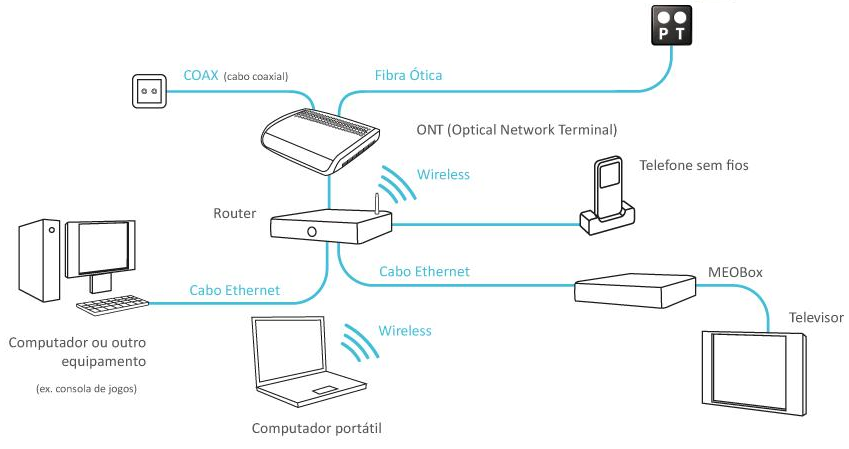 P T
COAX (cabo coaxial)
Fibra Ótica
ONT (Optical Network Terminal)
Wireless
Telefone sem fios
Router
Cabo Ethernet
MEOBox
Cabo Ethernet
Televisor
Wireless
Computador ou outro
equipamento
(ex. consola de jogos)
Computador portátil